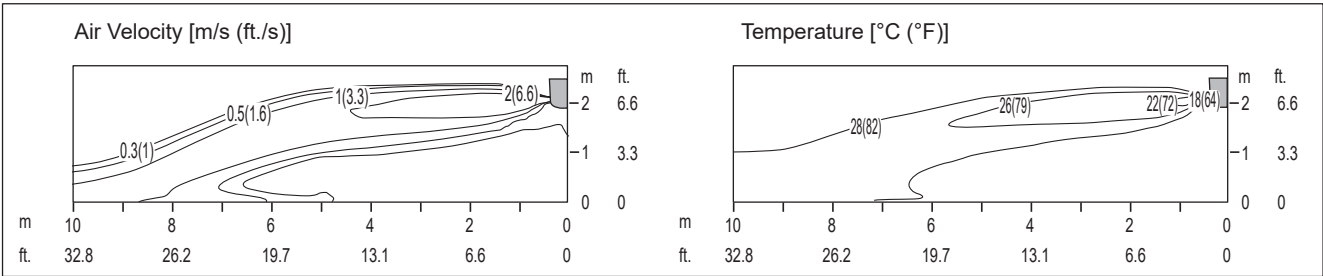 Air Velocity [m/s (ft./s)]
0.3(1)
0.5(1.6)
1(3.3)
2(6.6)
m ft.
2 6.6
1 3.3
0 0
m 10 8 6 4 2 0
ft. 32.8 26.2 19.7 13.1 6.6 0
Temperature [°C (°F)]
28(82)
26(79)
22(72)
18(64)
m ft.
2 6.6
1 3.3
0 0
m 10 8 6 4 2 0
ft. 32.8 26.2 19.7 13.1 6.6 0